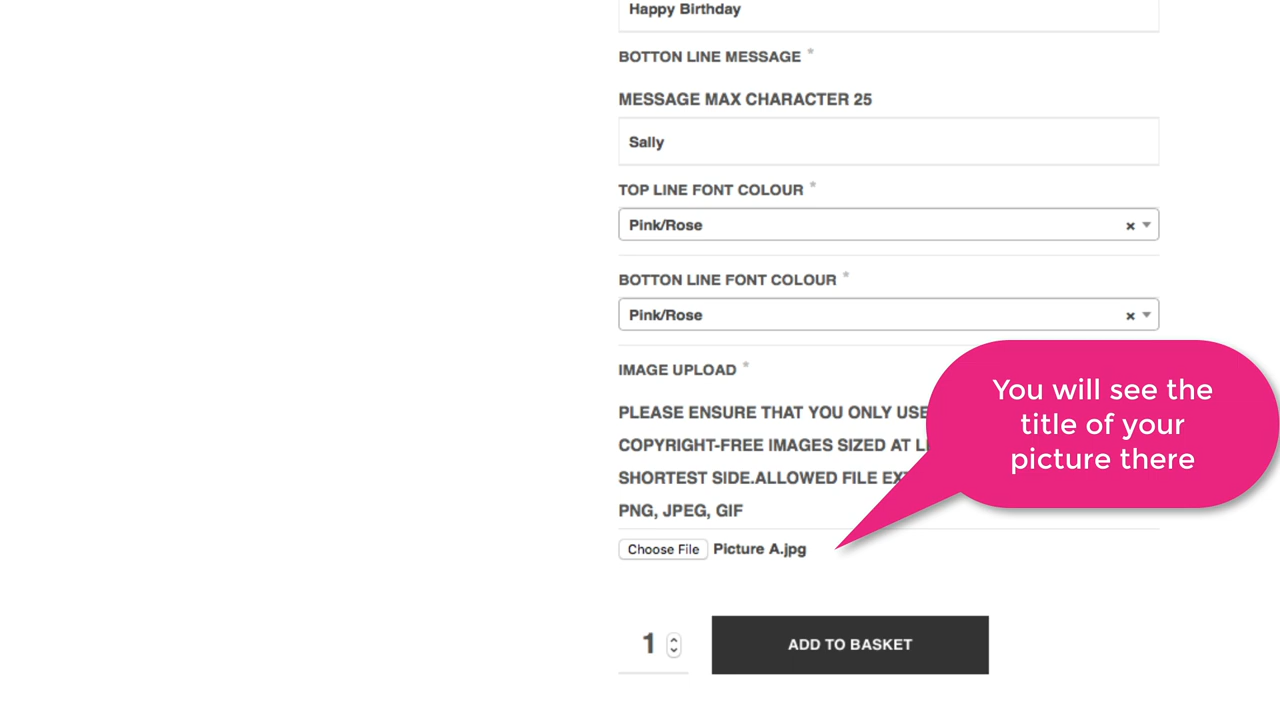 Happy Birthday
BOTTON LINE MESSAGE *
MESSAGE MAX CHARACTER 25
Sally
TOP LINE FONT COLOUR *
Pink/Rose × 
BOTTON LINE FONT COLOUR *
Pink/Rose ×
IMAGE UPLOAD *
PLEASE ENSURE THAT YOU ONLY USE
COPYRIGHT-FREE IMAGES SIZED AT
SHORTEST SIDE.ALLOWED FILE
PNG, JPEG, GIF
You will see the
title of your
picture there
Choose File Picture A.jpg
1 ADD TO BASKET